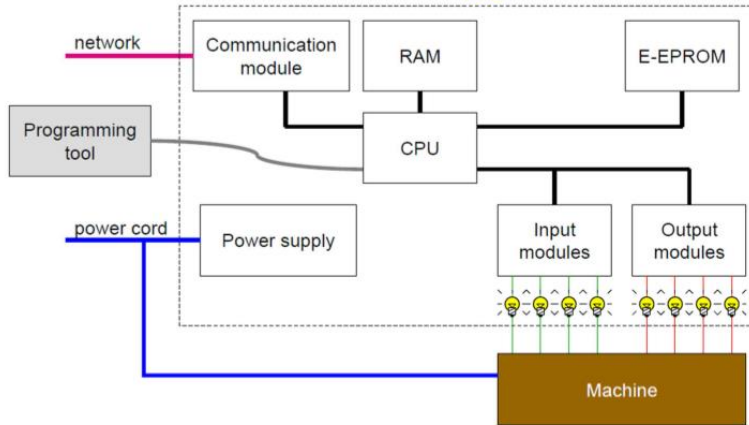 network
Communication
module
RAM
E-EPROM
Programming
tool
CPU
power cord
Power supply
Input
modules
Output
modules
Machine